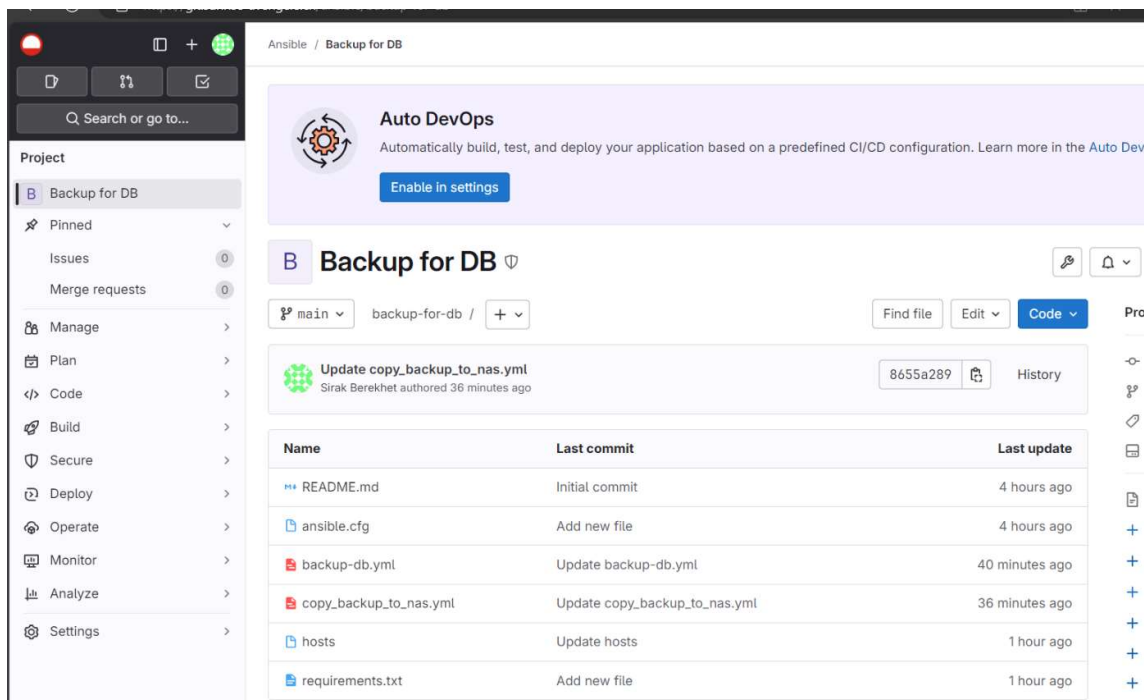 Ansible / Backup for DB
Search or go to...
Project
B Backup for DB
Pinned
Issues 0
Merge requests 0
Manage
Plan
Code
Build
Secure
Deploy
Operate
Monitor
Analyze
Settings
Auto DevOps
Automatically build, test, and deploy your application based on a predefined CI/CD configuration. Learn more in the Auto Dev
Enable in settings
B Backup for DB
main backup-for-db / + Find file Edit Code
Pro
Update copy_backup_to_nas.yml
Sirak Berekhet authored 36 minutes ago
8655a289 History
Name Last commit Last update
README.md Initial commit 4 hours ago
ansible.cfg Add new file 4 hours ago
backup-db.yml Update backup-db.yml 40 minutes ago
copy_backup_to_nas.yml Update copy_backup_to_nas.yml 36 minutes ago
hosts Update hosts 1 hour ago
requirements.txt Add new file 1 hour ago